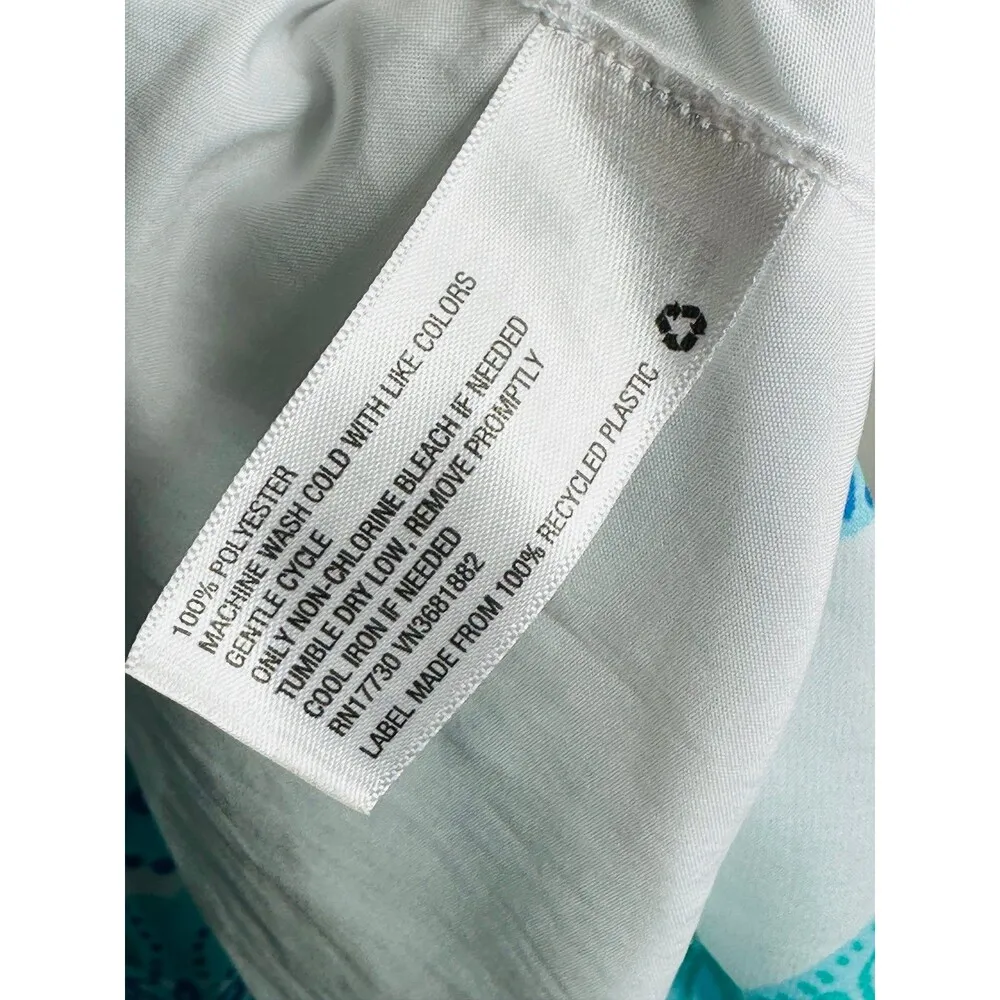 100% POLYESTER
MACHINE WASH COLD WITH LIKE COLORS
GENTLE CYCLE
ONLY NON-CHLORINE BLEACH IF NEEDED
TUMBLE DRY LOW, REMOVE PROMPTLY
COOL IRON IF NEEDED
RN17730 VN3681882
LABEL MADE FROM 100% RECYCLED PLASTIC